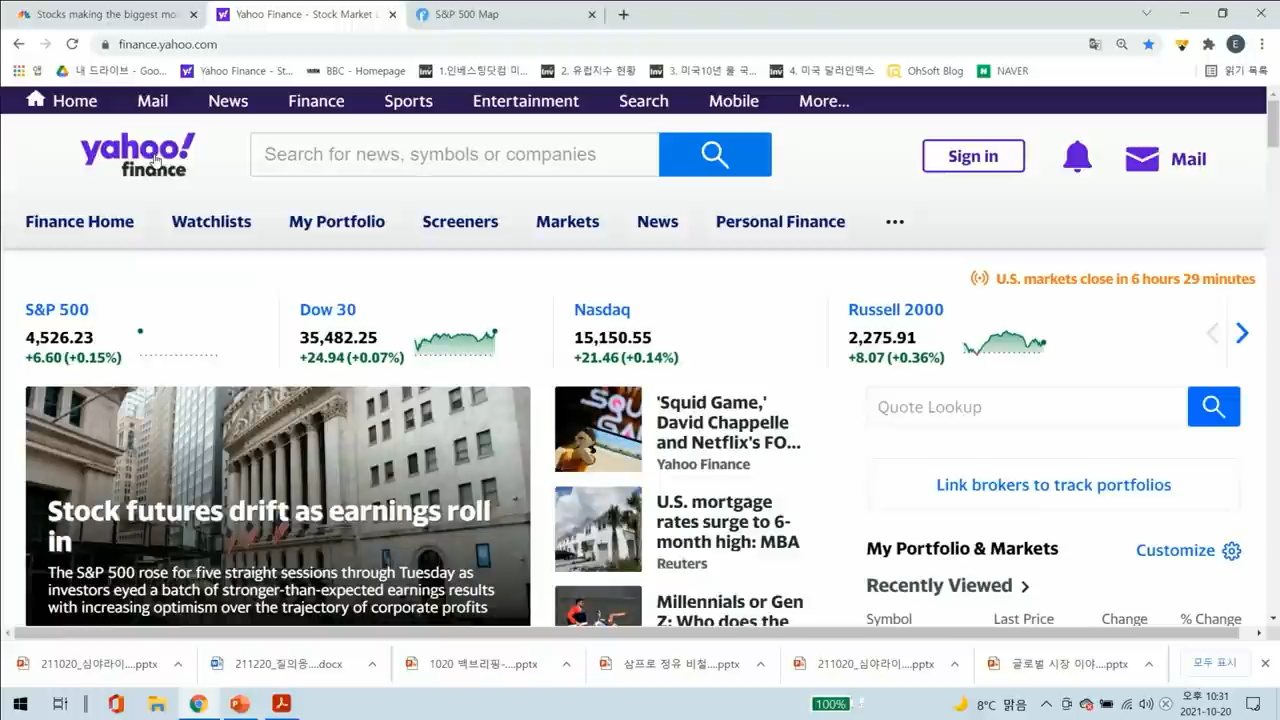 Stocks making the biggest mo
Yahoo Finance - Stock Market
S&P 500 Map
finance.yahoo.com
앱
내 드라이브 - Goo...
Yahoo Finance - St...
BBC - Homepage
1.인베스팅닷컴 미...
2. 유럽지수 현황
3. 미국10년 물 국...
4. 미국 달러인덱스
OhSoft Blog
NAVER
읽기 목록
Home
Mail
News
Finance
Sports
Entertainment
Search
Mobile
More...
yahoo!
finance
Search for news, symbols or companies
Sign in
Mail
Finance Home
Watchlists
My Portfolio
Screeners
Markets
News
Personal Finance
U.S. markets close in 6 hours 29 minutes
S&P 500
4,526.23
+6.60 (+0.15%)
Dow 30
35,482.25
+24.94 (+0.07%)
Nasdaq
15,150.55
+21.46 (+0.14%)
Russell 2000
2,275.91
+8.07 (+0.36%)
Stock futures drift as earnings roll
in
The S&P 500 rose for five straight sessions through Tuesday as
investors eyed a batch of stronger-than-expected earnings results
with increasing optimism over the trajectory of corporate profits
'Squid Game,'
David Chappelle
and Netflix's FO...
Yahoo Finance
U.S. mortgage
rates surge to 6-
month high: MBA
Reuters
Millennials or Gen
Z: Who does the
Quote Lookup
Link brokers to track portfolios
My Portfolio & Markets
Customize
Recently Viewed
Symbol
Last Price
Change
% Change
211020_심야라이....pptx
211220_질의응....docx
1020 백브리핑-....pptx
삼프로 정유 비철....pptx
211020_심야라이....pptx
글로벌 시장 이야....pptx
모두 표시
100%
8°C 맑음
오후 10:31
2021-10-20